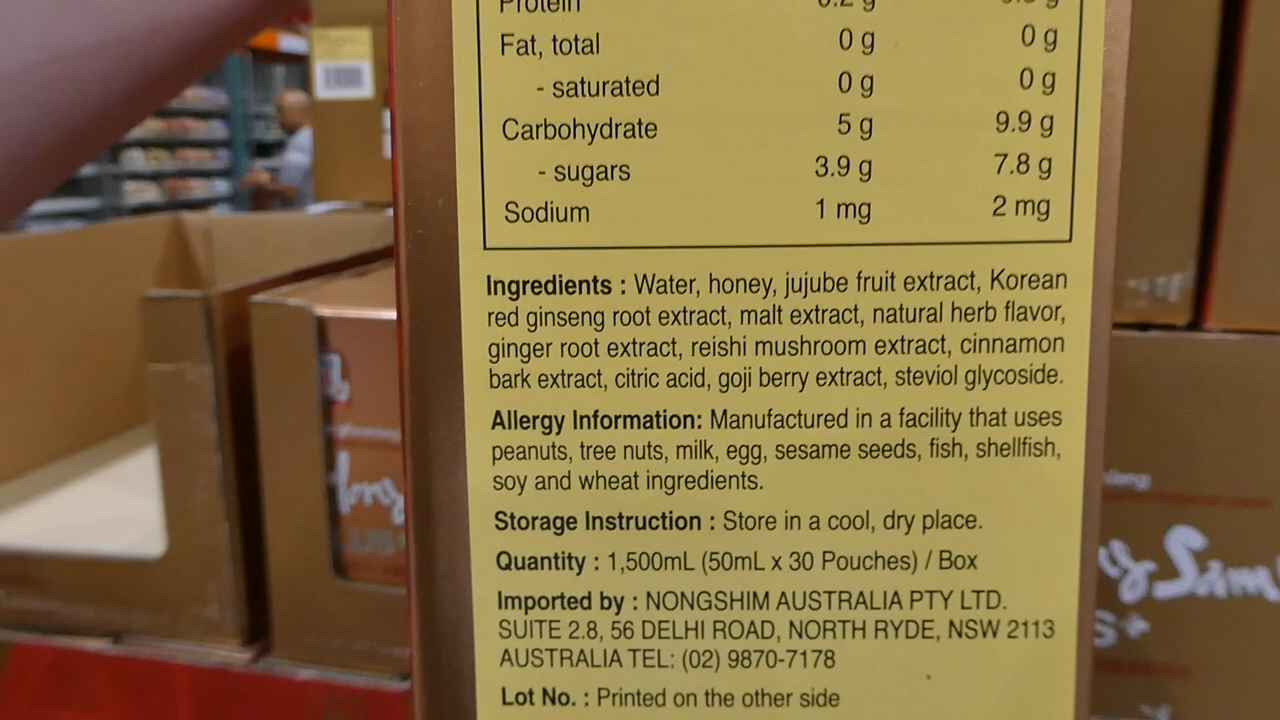 Protein 0.2 g
Fat, total 0 g 0 g
- saturated 0 g 0 g
Carbohydrate 5 g 9.9 g
- sugars 3.9 g 7.8 g
Sodium 1 mg 2 mg
Ingredients : Water, honey, jujube fruit extract, Korean
red ginseng root extract, malt extract, natural herb flavor,
ginger root extract, reishi mushroom extract, cinnamon
bark extract, citric acid, goji berry extract, steviol glycoside.
Allergy Information: Manufactured in a facility that uses
peanuts, tree nuts, milk, egg, sesame seeds, fish, shellfish,
soy and wheat ingredients.
Storage Instruction : Store in a cool, dry place.
Quantity : 1,500mL (50mL x 30 Pouches) / Box
Imported by : NONGSHIM AUSTRALIA PTY LTD.
SUITE 2.8, 56 DELHI ROAD, NORTH RYDE, NSW 2113
AUSTRALIA TEL: (02) 9870-7178
Lot No. : Printed on the other side